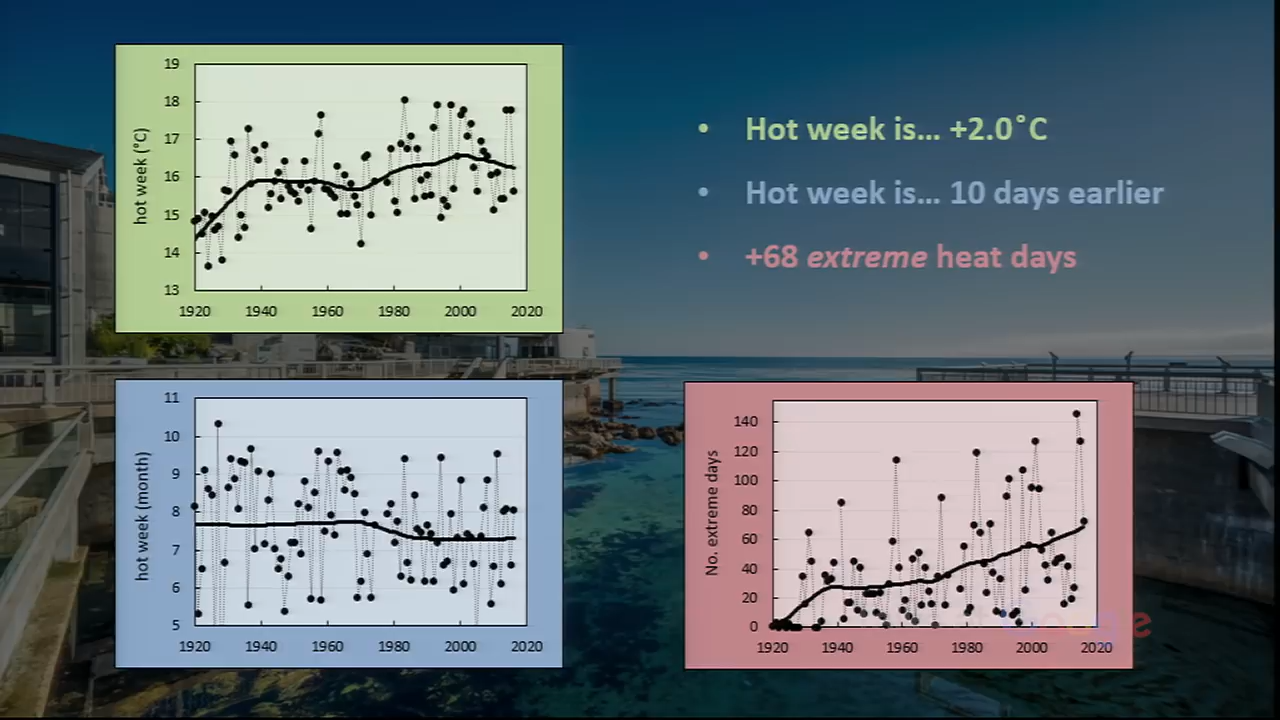 19
18
17
16
15
14
13
hot week (°C)
1920 1940 1960 1980 2000 2020
• Hot week is... +2.0°C
• Hot week is... 10 days earlier
• +68 extreme heat days
11
10
9
8
7
6
5
hot week (month)
1920 1940 1960 1980 2000 2020
140
120
100
80
60
40
20
0
No. extreme days
1920 1940 1960 1980 2000 2020
Google